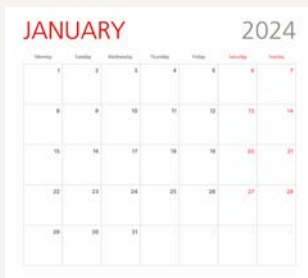 JANUARY 2024
Monday Tuesday Wednesday Thursday Friday Saturday Sunday
1 2 3 4 5 6 7
8 9 10 11 12 13 14
15 16 17 18 19 20 21
22 23 24 25 26 27 28
29 30 31